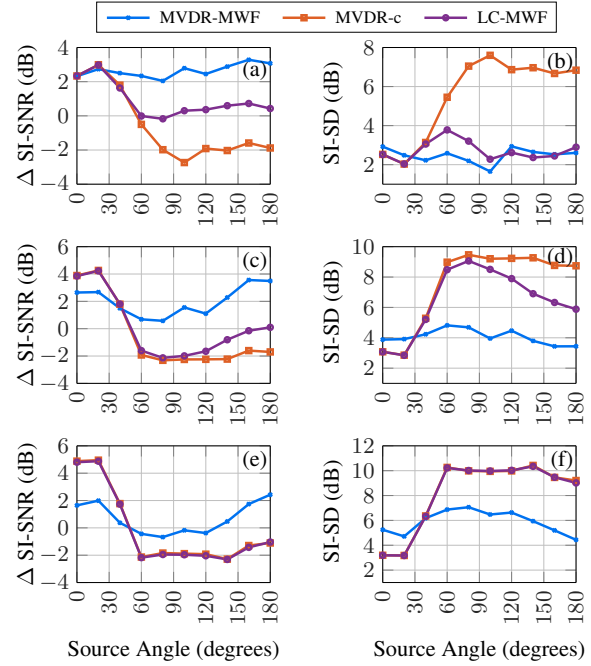 MVDR-MWF MVDR-c LC-MWF
4
2
0
−2
−4
Δ SI-SNR (dB)
(a)
0 30 60 90 120 150 180
8
6
4
2
SI-SD (dB)
(b)
0 30 60 90 120 150 180
6
4
2
0
−2
−4
Δ SI-SNR (dB)
(c)
0 30 60 90 120 150 180
10
8
6
4
2
SI-SD (dB)
(d)
0 30 60 90 120 150 180
6
4
2
0
−2
−4
Δ SI-SNR (dB)
(e)
0 30 60 90 120 150 180
Source Angle (degrees)
12
10
8
6
4
2
SI-SD (dB)
(f)
0 30 60 90 120 150 180
Source Angle (degrees)